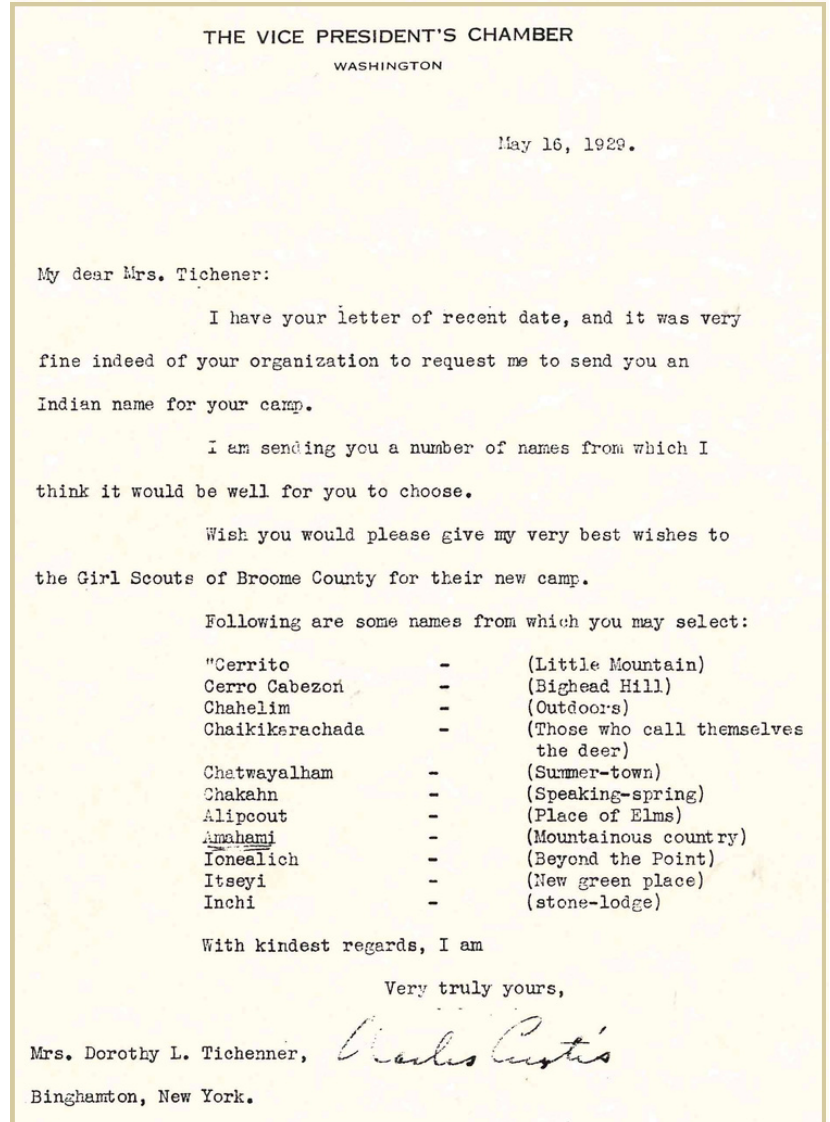 THE VICE PRESIDENT'S CHAMBER
WASHINGTON
May 16, 1929.
My dear Mrs. Tichener:
I have your letter of recent date, and it was very
fine indeed of your organization to request me to send you an
Indian name for your camp.
I am sending you a number of names from which I
think it would be well for you to choose.
Wish you would please give my very best wishes to
the Girl Scouts of Broome County for their new camp.
Following are some names from which you may select:
"Cerrito - (Little Mountain)
Cerro Cabezon - (Bighead Hill)
Chahelim - (Outdoors)
Chaikikarachada - (Those who call themselves
the deer)
Chatwayalham - (Summer-town)
Chakahn - (Speaking-spring)
Alipcout - (Place of Elms)
Amahami - (Mountainous country)
Ionealich - (Beyond the Point)
Itseyi - (New green place)
Inchi - (stone-lodge)
With kindest regards, I am
Very truly yours,
Charles Curtis
Mrs. Dorothy L. Tichenner,
Binghamton, New York.